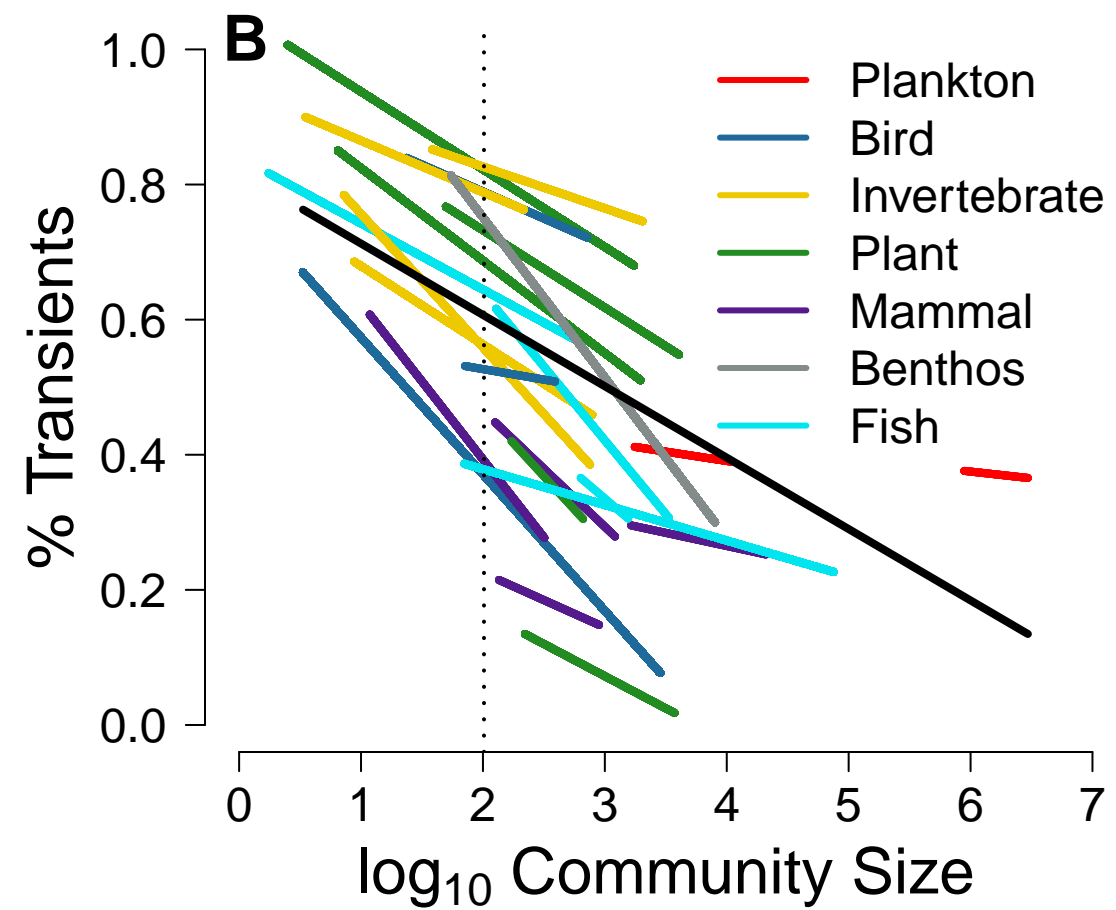 B
1.0
0.8
0.6
0.4
0.2
0.0
% Transients
Plankton
Bird
Invertebrate
Plant
Mammal
Benthos
Fish
0 1 2 3 4 5 6 7
log10 Community Size